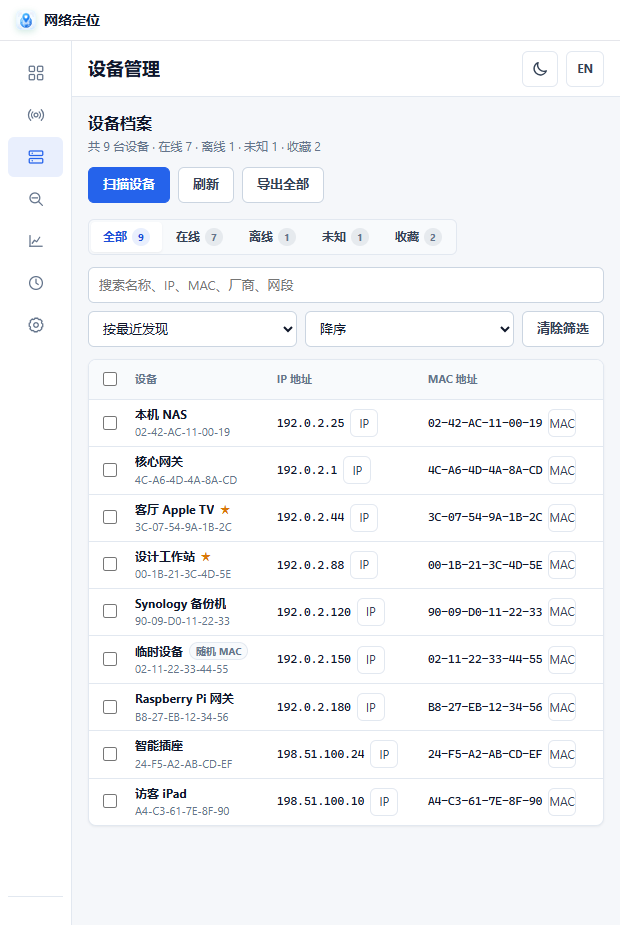 网络定位
设备管理
EN
设备档案
共 9 台设备 · 在线 7 · 离线 1 · 未知 1 · 收藏 2
扫描设备 刷新 导出全部
全部 9 在线 7 离线 1 未知 1 收藏 2
搜索名称、IP、MAC、厂商、网段
按最近发现 降序 清除筛选
设备 IP 地址 MAC 地址
本机 NAS
02-42-AC-11-00-19
192.0.2.25 IP 02-42-AC-11-00-19 MAC
核心网关
4C-A6-4D-4A-8A-CD
192.0.2.1 IP 4C-A6-4D-4A-8A-CD MAC
客厅 Apple TV ★
3C-07-54-9A-1B-2C
192.0.2.44 IP 3C-07-54-9A-1B-2C MAC
设计工作站 ★
00-1B-21-3C-4D-5E
192.0.2.88 IP 00-1B-21-3C-4D-5E MAC
Synology 备份机
90-09-D0-11-22-33
192.0.2.120 IP 90-09-D0-11-22-33 MAC
临时设备 随机 MAC
02-11-22-33-44-55
192.0.2.150 IP 02-11-22-33-44-55 MAC
Raspberry Pi 网关
B8-27-EB-12-34-56
192.0.2.180 IP B8-27-EB-12-34-56 MAC
智能插座
24-F5-A2-AB-CD-EF
198.51.100.24 IP 24-F5-A2-AB-CD-EF MAC
访客 iPad
A4-C3-61-7E-8F-90
198.51.100.10 IP A4-C3-61-7E-8F-90 MAC